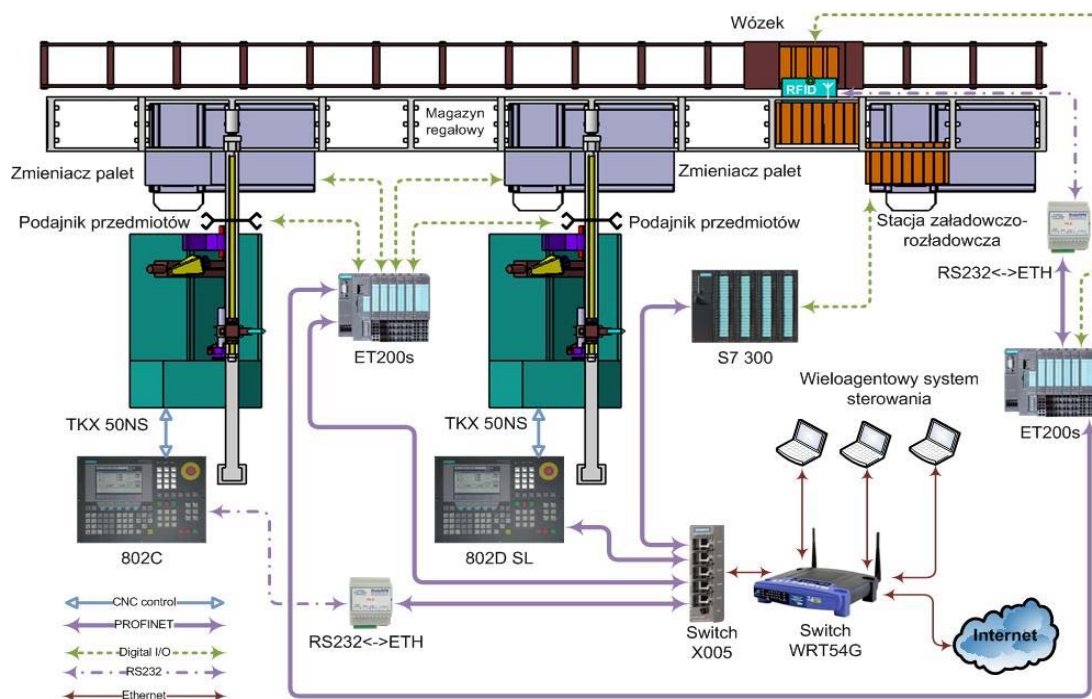 Wózek
RFID
Magazyn
regałowy
Zmieniacz palet
Zmieniacz palet
Podajnik przedmiotów
Podajnik przedmiotów
Stacja załadowczo-
rozładowcza
RS232<->ETH
ET200s
S7 300
Wieloagentowy system
sterowania
ET200s
TKX 50NS
TKX 50NS
802C
802D SL
CNC control
PROFINET
Digital I/O
RS232
Ethernet
RS232<->ETH
Switch
X005
Switch
WRT54G
Internet